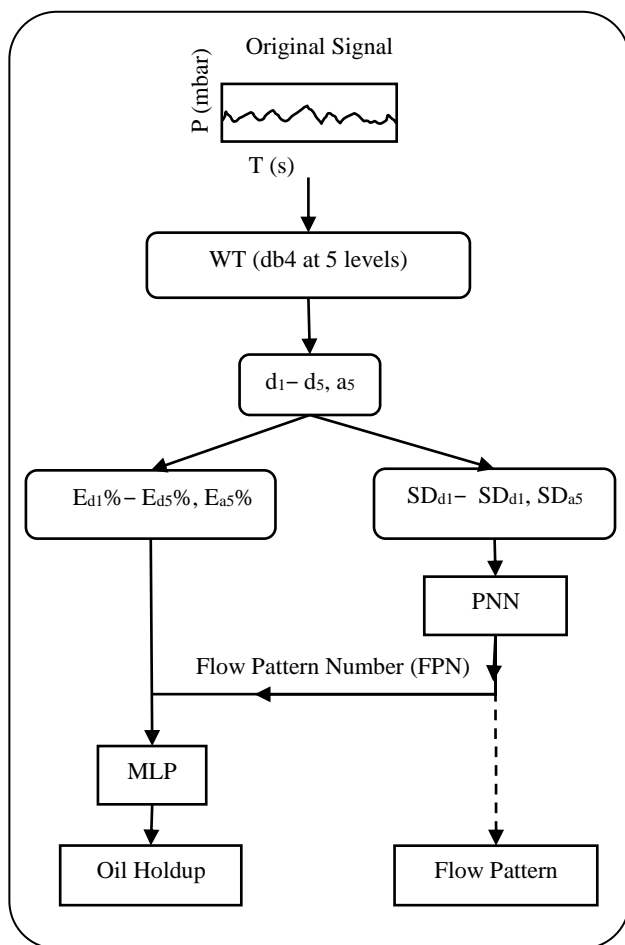 Original Signal
P (mbar)
T (s)
WT (db4 at 5 levels)
d1– d5, a5
Ed1%– Ed5%, Ea5%
SDd1– SDd1, SDa5
PNN
Flow Pattern Number (FPN)
MLP
Oil Holdup
Flow Pattern